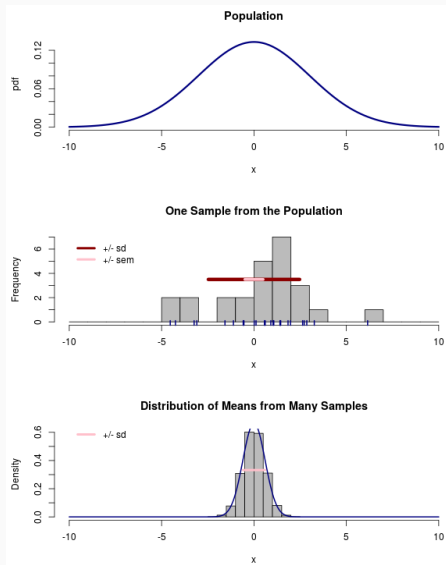 Population
pdf
0.00 0.06 0.12
-10 -5 0 5 10
x
One Sample from the Population
+/- sd
+/- sem
Frequency
0 2 4 6
-10 -5 0 5 10
x
Distribution of Means from Many Samples
+/- sd
Density
0.0 0.2 0.4 0.6
-10 -5 0 5 10
x